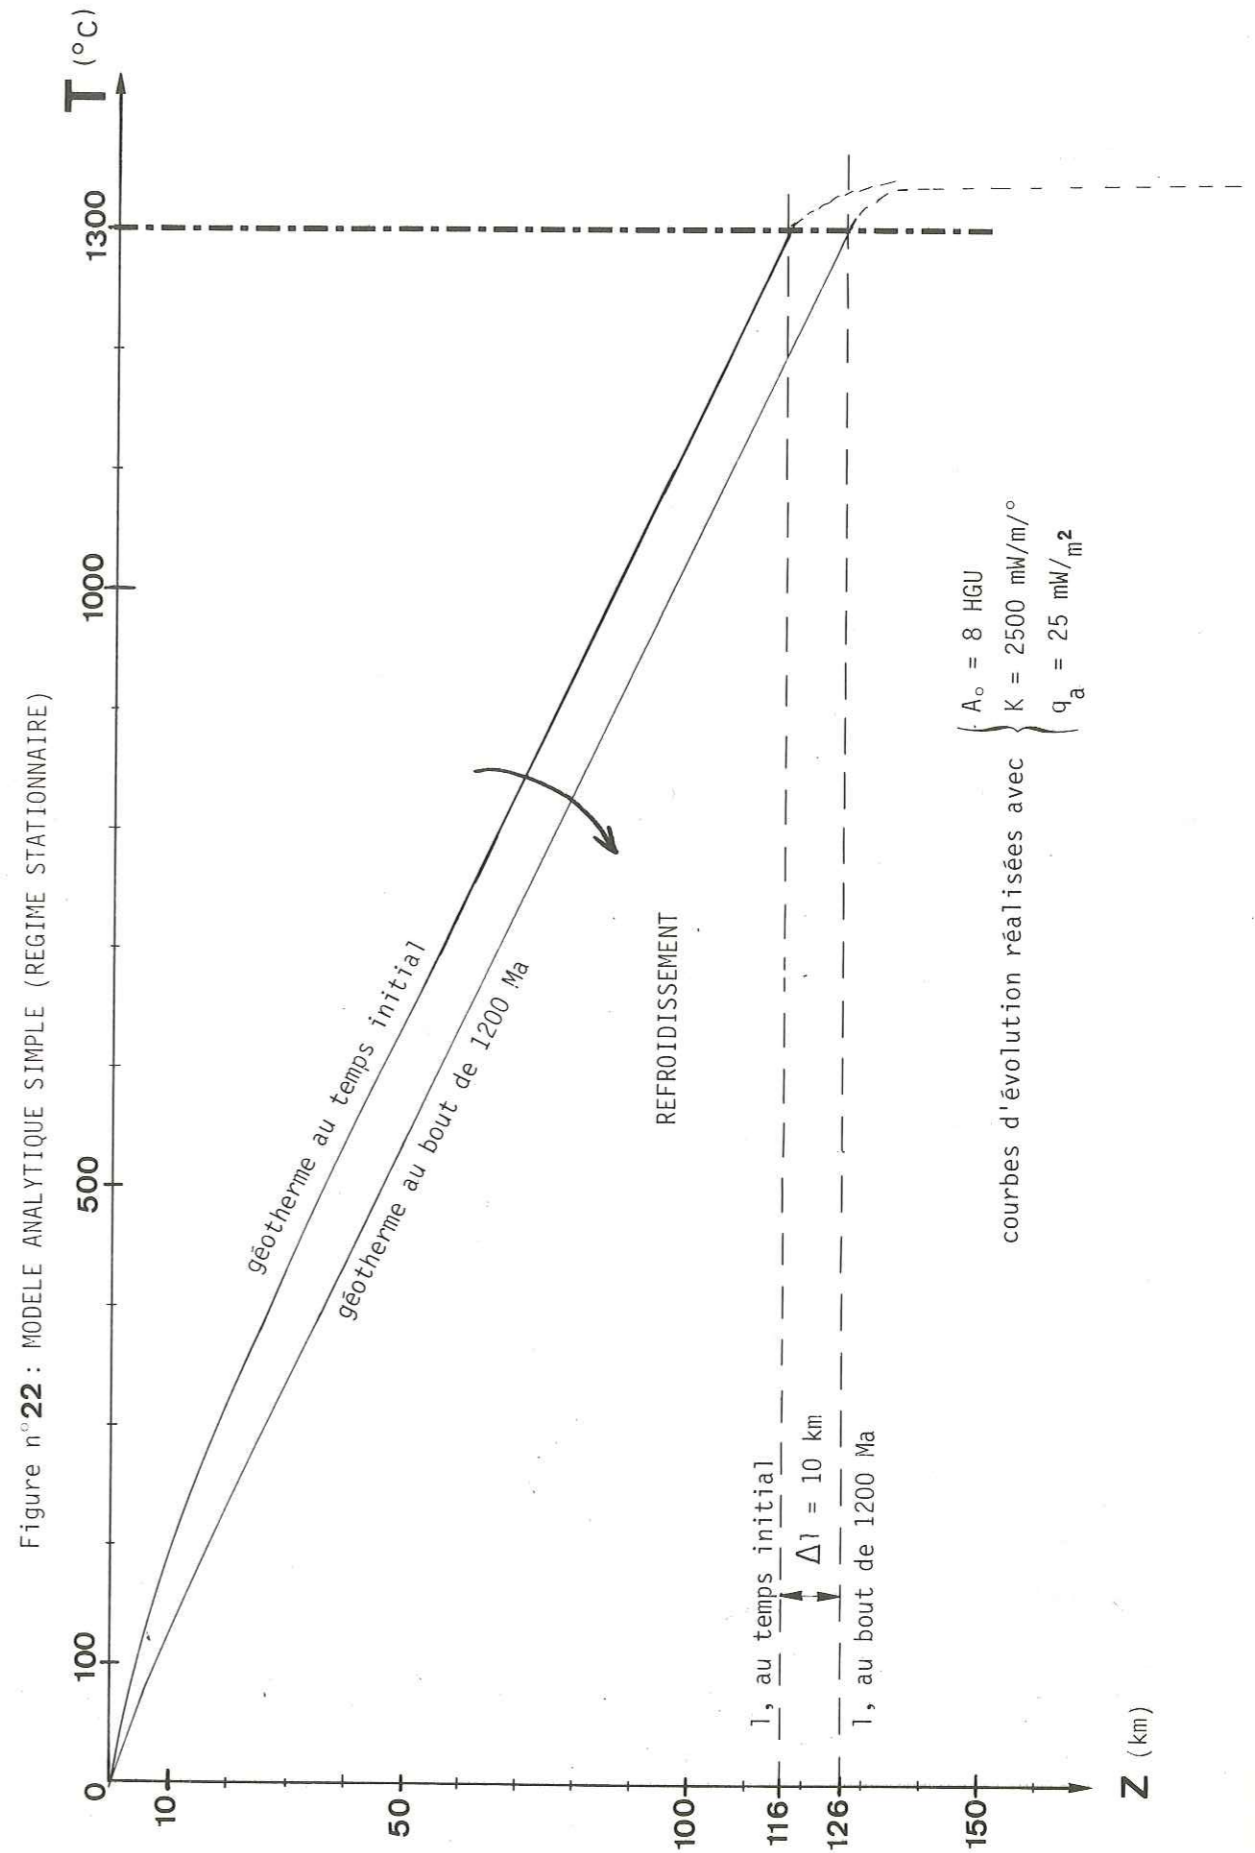 Figure n°22 : MODELE ANALYTIQUE SIMPLE (REGIME STATIONNAIRE)
0
100
500
1000
1300
T (°C)
géotherme au temps initial
géotherme au bout de 1200 Ma
REFROIDISSEMENT
l, au temps initial
Δl = 10 km
l, au bout de 1200 Ma
courbes d'évolution réalisées avec
A₀ = 8 HGU
K = 2500 mW/m/°
qa = 25 mW/m²
10
50
100
116
126
150
Z (km)